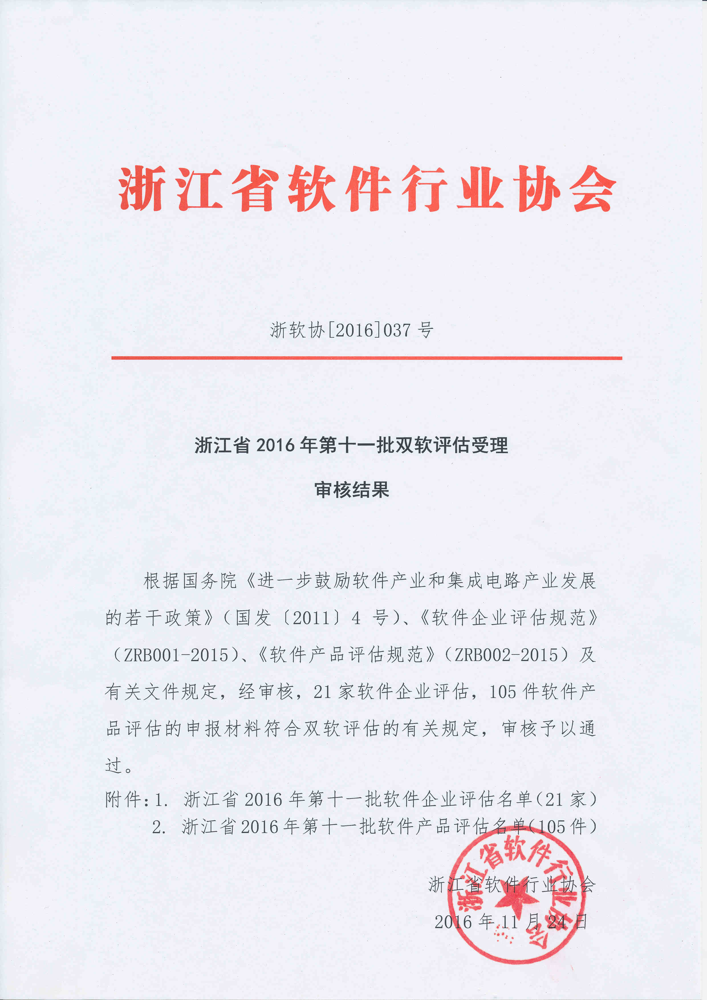 浙江省软件行业协会
浙软协[2016]037 号
浙江省 2016 年第十一批双软评估受理
审核结果
根据国务院《进一步鼓励软件产业和集成电路产业发展
的若干政策》（国发〔2011〕4 号）、《软件企业评估规范》
（ZRB001-2015）、《软件产品评估规范》（ZRB002-2015）及
有关文件规定，经审核，21 家软件企业评估，105 件软件产
品评估的申报材料符合双软评估的有关规定，审核予以通
过。
附件：1. 浙江省 2016 年第十一批软件企业评估名单（21 家）
2. 浙江省 2016 年第十一批软件产品评估名单（105 件）
浙江省软件行业协会
2016 年 11 月 24 日
浙江省软件行业协会